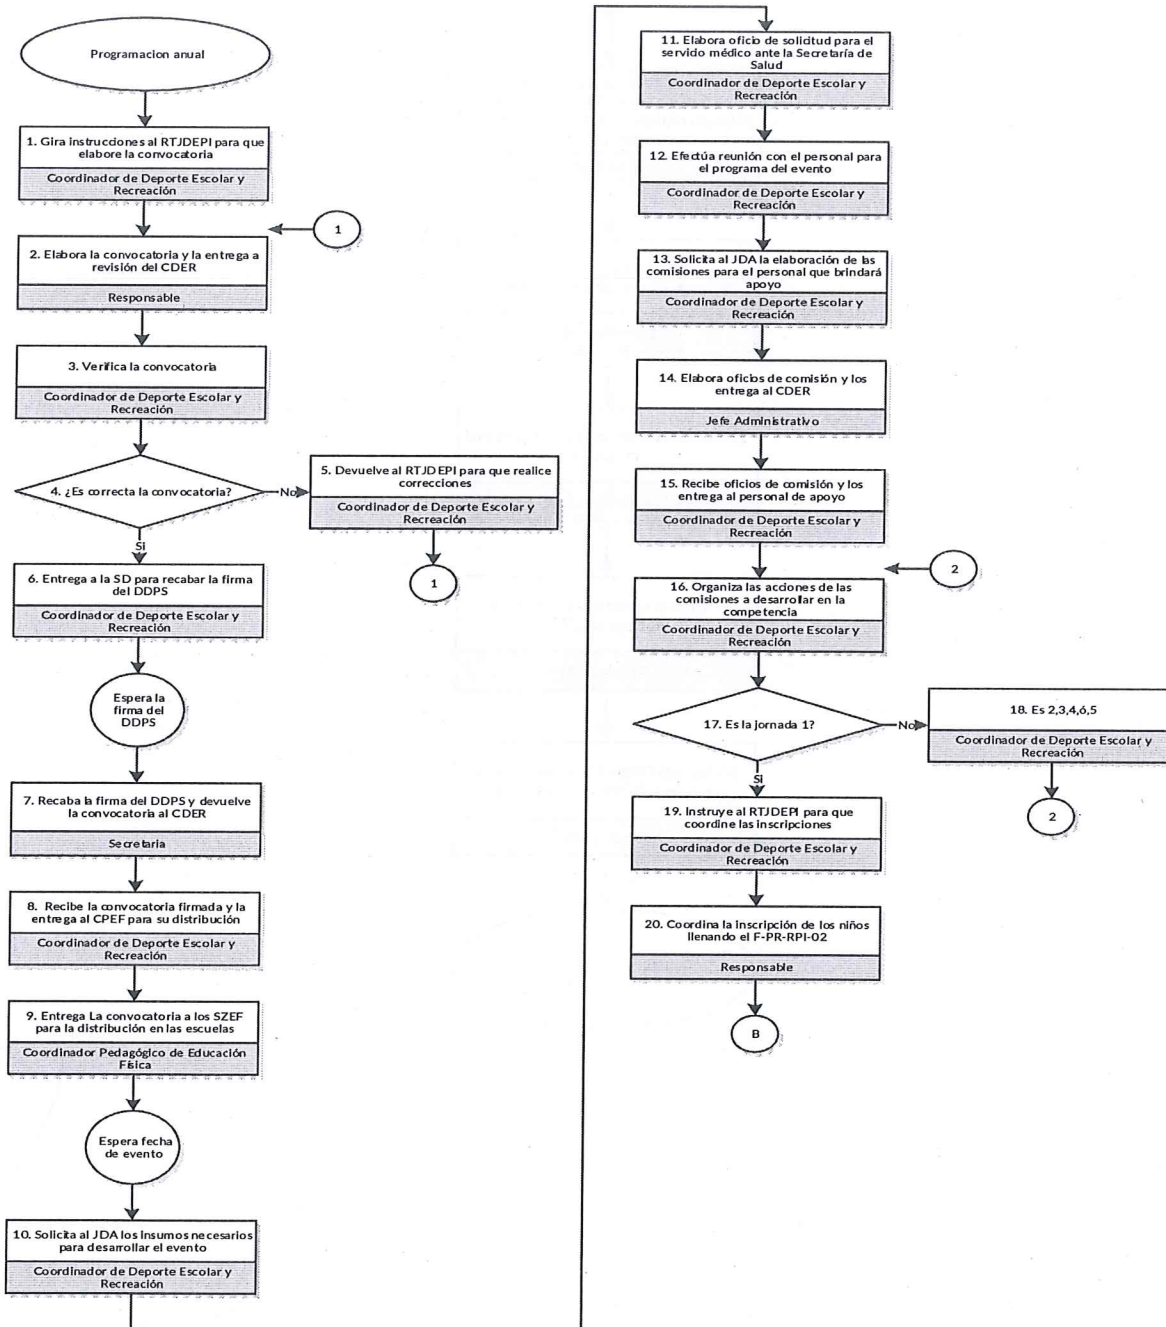 Programacion anual
1. Gira instrucciones al RTJDEPI para que
elabore la convocatoria
Coordinador de Deporte Escolar y
Recreación
1
2. Elabora la convocatoria y la entrega a
revisión del CDER
Responsable
3. Verifica la convocatoria
Coordinador de Deporte Escolar y
Recreación
4. ¿Es correcta la convocatoria?
No
5. Devuelve al RTJDEPI para que realice
correcciones
Coordinador de Deporte Escolar y
Recreación
1
Si
6. Entrega a la SD para recabar la firma
del DDPS
Coordinador de Deporte Escolar y
Recreación
Espera la
firma del
DDPS
7. Recaba la firma del DDPS y devuelve
la convocatoria al CDER
Secretaria
8. Recibe la convocatoria firmada y la
entrega al CPEF para su distribución
Coordinador de Deporte Escolar y
Recreación
9. Entrega La convocatoria a los SZEF
para la distribución en las escuelas
Coordinador Pedagógico de Educación
Física
Espera fecha
de evento
10. Solicita al JDA los insumos necesarios
para desarrollar el evento
Coordinador de Deporte Escolar y
Recreación
11. Elabora oficio de solicitud para el
servicio médico ante la Secretaría de
Salud
Coordinador de Deporte Escolar y
Recreación
12. Efectúa reunión con el personal para
el programa del evento
Coordinador de Deporte Escolar y
Recreación
13. Solicita al JDA la elaboración de las
comisiones para el personal que brindará
apoyo
Coordinador de Deporte Escolar y
Recreación
14. Elabora oficios de comisión y los
entrega al CDER
Jefe Administrativo
15. Recibe oficios de comisión y los
entrega al personal de apoyo
Coordinador de Deporte Escolar y
Recreación
2
16. Organiza las acciones de las
comisiones a desarrollar en la
competencia
Coordinador de Deporte Escolar y
Recreación
17. Es la jornada 1?
No
18. Es 2,3,4,ó,5
Coordinador de Deporte Escolar y
Recreación
2
Si
19. Instruye al RTJDEPI para que
coordine las inscripciones
Coordinador de Deporte Escolar y
Recreación
20. Coordina la inscripción de los niños
llenando el F-PR-RPI-02
Responsable
B